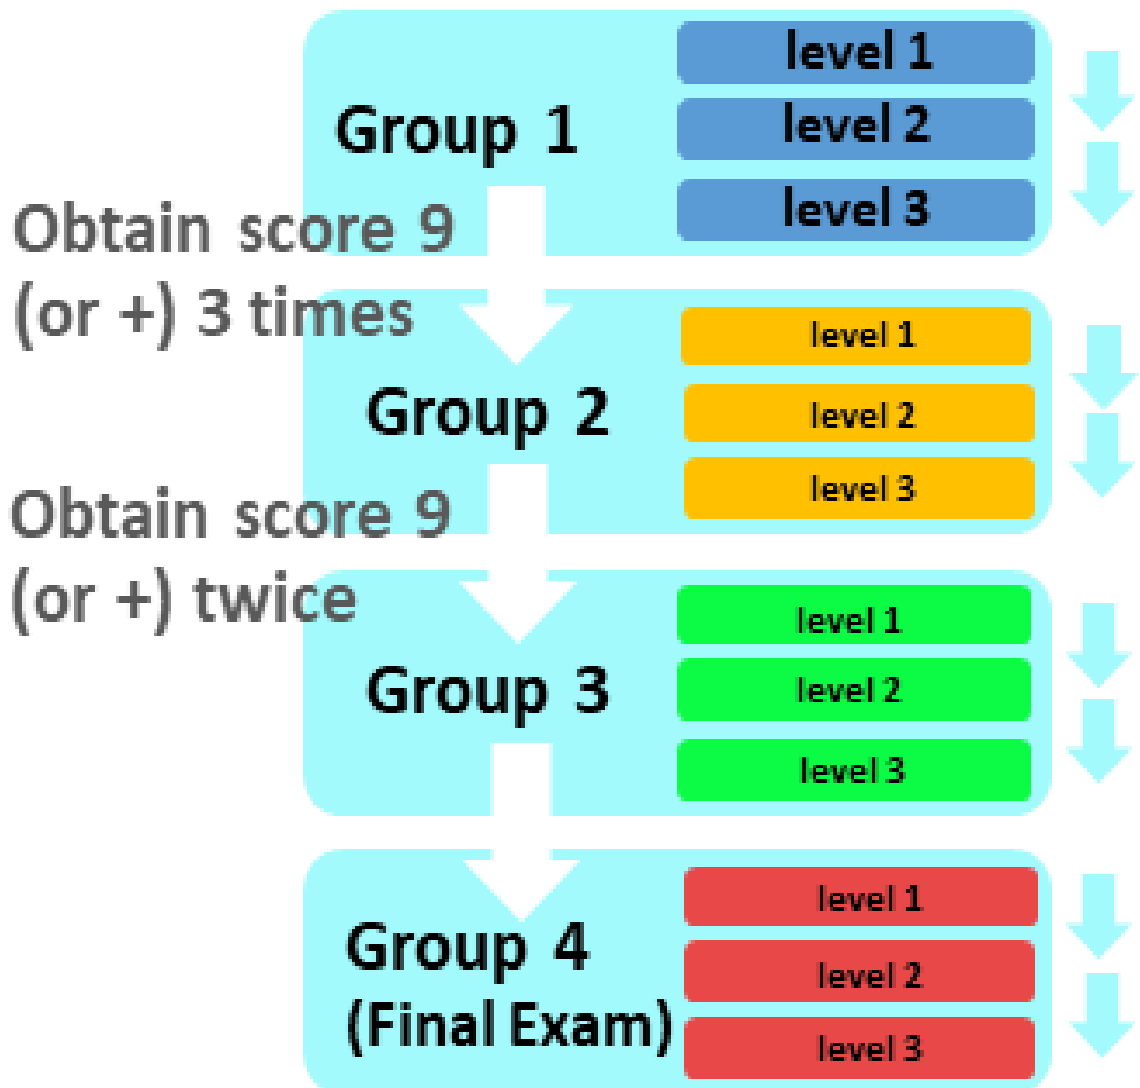 level 1
Group 1
level 2
level 3
Obtain score 9
(or +) 3 times
level 1
Group 2
level 2
level 3
Obtain score 9
(or +) twice
level 1
Group 3
level 2
level 3
level 1
Group 4
(Final Exam)
level 2
level 3